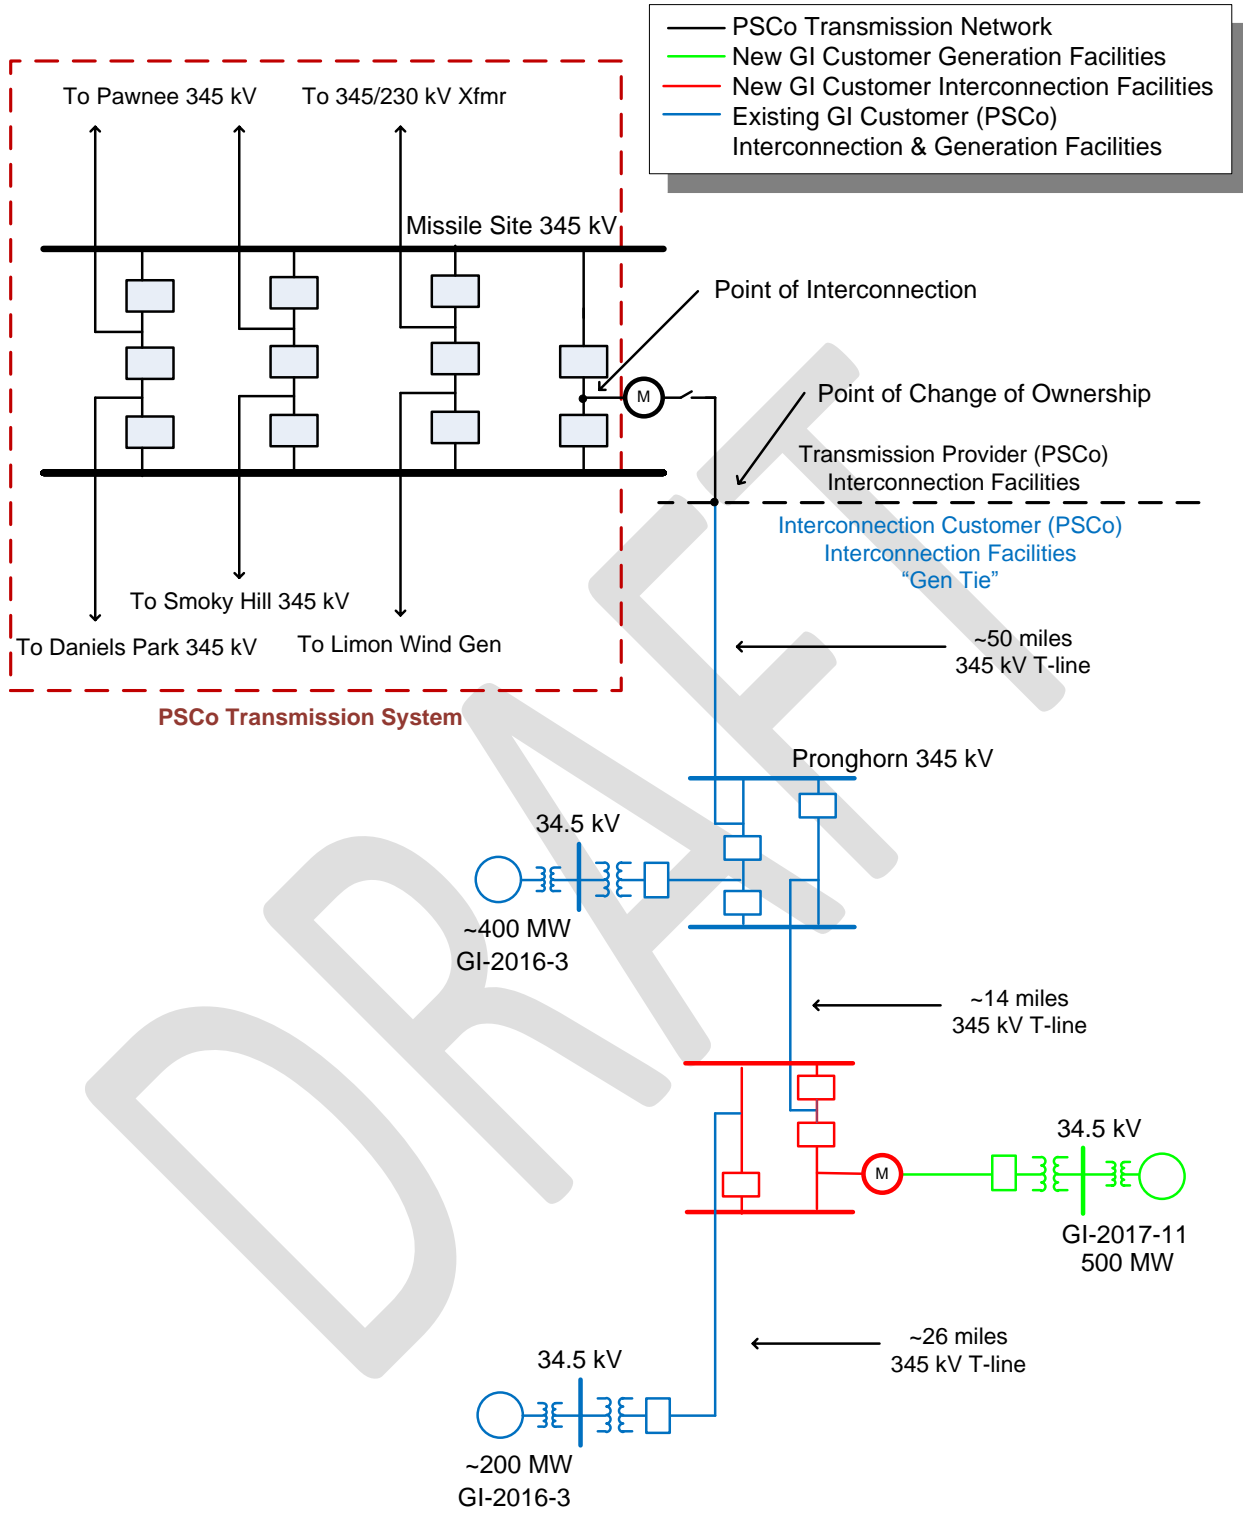 PSCo Transmission Network
New GI Customer Generation Facilities
New GI Customer Interconnection Facilities
Existing GI Customer (PSCo)
Interconnection & Generation Facilities
To Pawnee 345 kV
To 345/230 kV Xfmr
Missile Site 345 kV
Point of Interconnection
M
Point of Change of Ownership
Transmission Provider (PSCo)
Interconnection Facilities
Interconnection Customer (PSCo)
Interconnection Facilities
“Gen Tie”
To Smoky Hill 345 kV
To Daniels Park 345 kV
To Limon Wind Gen
~50 miles
345 kV T-line
PSCo Transmission System
Pronghorn 345 kV
34.5 kV
~400 MW
GI-2016-3
~14 miles
345 kV T-line
34.5 kV
M
GI-2017-11
500 MW
~26 miles
345 kV T-line
34.5 kV
~200 MW
GI-2016-3
DRAFT